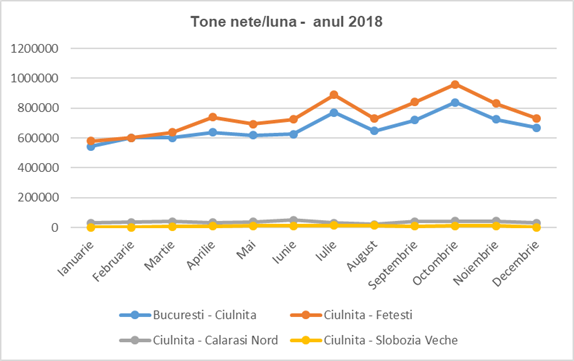 Tone nete/luna - anul 2018
1200000
1000000
800000
600000
400000
200000
0
Ianuarie
Februarie
Martie
Aprilie
Mai
Iunie
Iulie
August
Septembrie
Octombrie
Noiembrie
Decembrie
Bucuresti - Ciulnita
Ciulnita - Fetesti
Ciulnita - Calarasi Nord
Ciulnita - Slobozia Veche